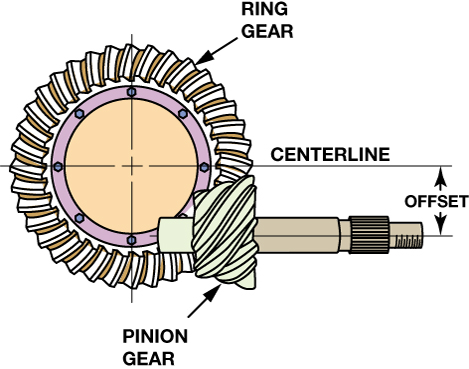 RING
GEAR
CENTERLINE
OFFSET
PINION
GEAR